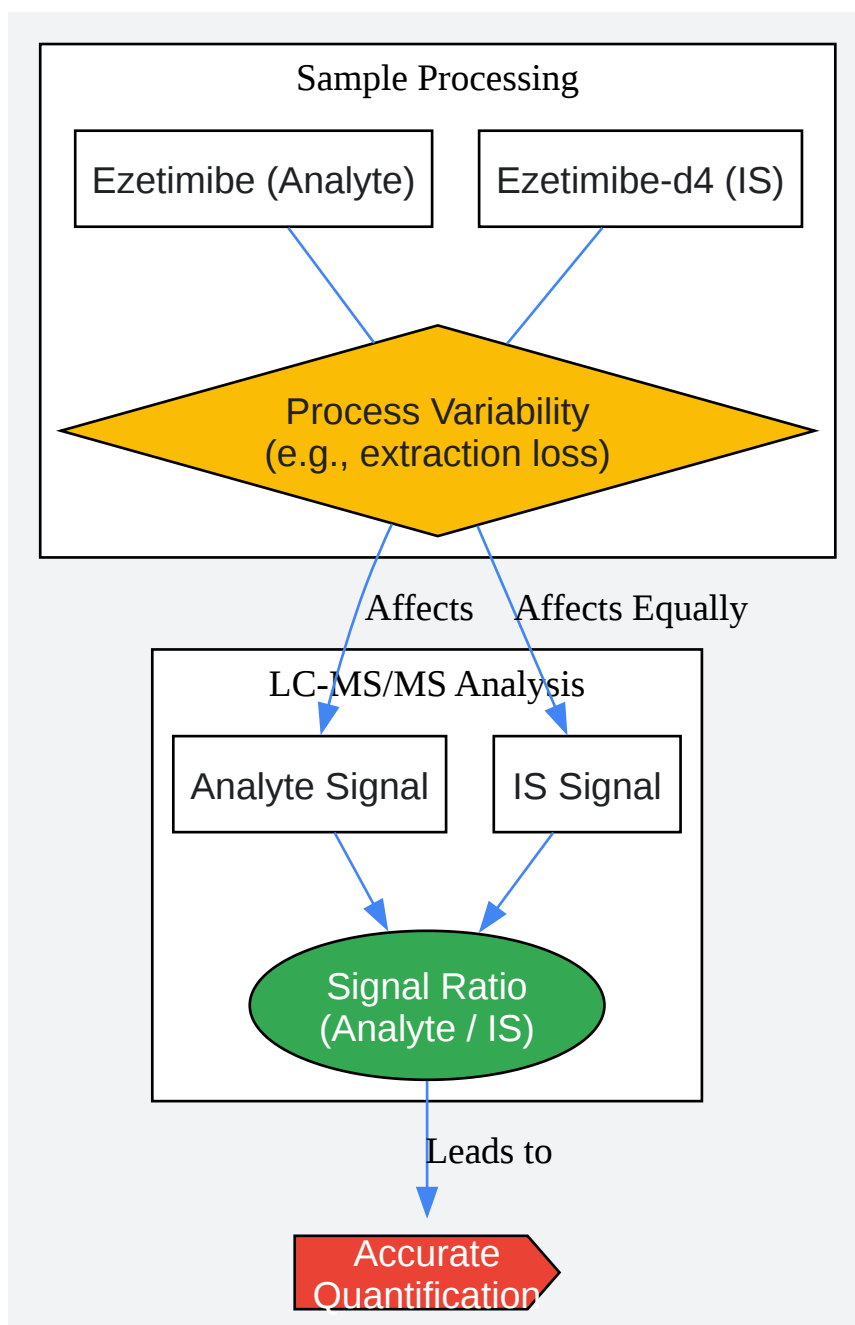 Sample Processing
Ezetimibe (Analyte)
Ezetimibe-d4 (IS)
Process Variability
(e.g., extraction loss)
Affects
Affects Equally
LC-MS/MS Analysis
Analyte Signal
IS Signal
Signal Ratio
(Analyte / IS)
Leads to
Accurate
Quantification